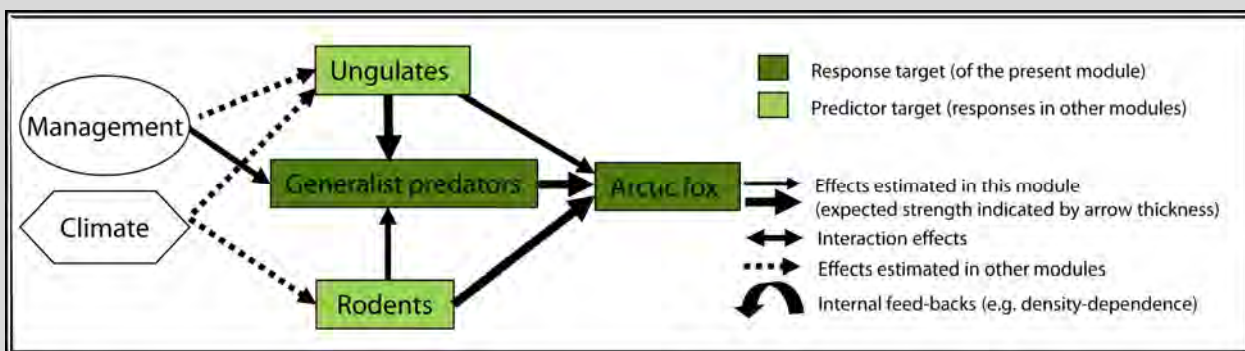 Ungulates
Management
Generalist predators
Arctic fox
Climate
Rodents
Response target (of the present module)
Predictor target (responses in other modules)
Effects estimated in this module
(expected strength indicated by arrow thickness)
Interaction effects
Effects estimated in other modules
Internal feed-backs (e.g. density-dependence)